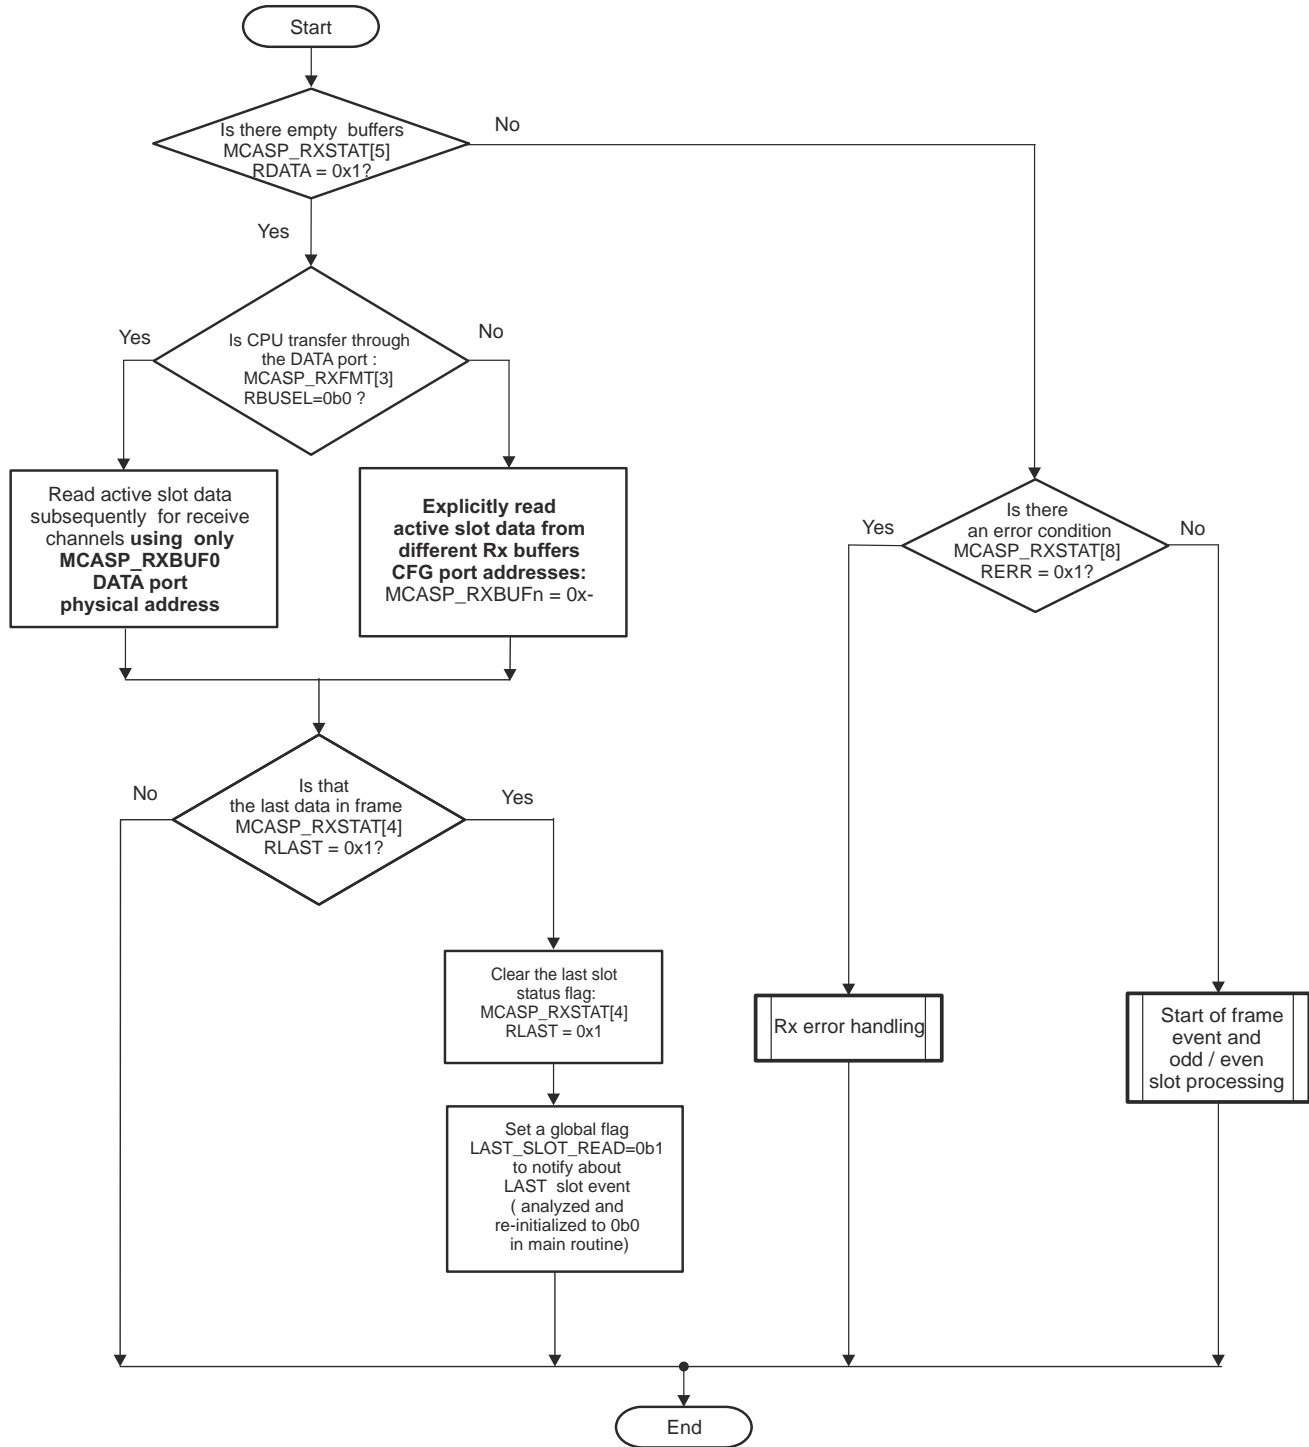 Start
Is there empty buffers
MCASP_RXSTAT[5]
RDATA = 0x1?
No
Yes
Is CPU transfer through
the DATA port :
MCASP_RXFMT[3]
RBUSEL=0b0 ?
Yes
No
Read active slot data
subsequently for receive
channels using only
MCASP_RXBUF0
DATA port
physical address
Explicitly read
active slot data from
different Rx buffers
CFG port addresses:
MCASP_RXBUFn = 0x-
Is there
an error condition
MCASP_RXSTAT[8]
RERR = 0x1?
Yes
No
Is that
the last data in frame
MCASP_RXSTAT[4]
RLAST = 0x1?
No
Yes
Clear the last slot
status flag:
MCASP_RXSTAT[4]
RLAST = 0x1
Rx error handling
Start of frame
event and
odd / even
slot processing
Set a global flag
LAST_SLOT_READ=0b1
to notify about
LAST slot event
( analyzed and
re-initialized to 0b0
in main routine)
End